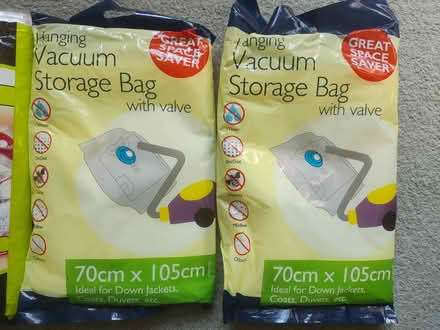 Hanging
Vacuum
Storage Bag
with valve
GREAT
SPACE
SAVER
70cm x 105cm
Ideal for Down Jackets,
Coats, Duvets, etc.
Hanging
Vacuum
Storage Bag
with valve
GREAT
SPACE
SAVER
70cm x 105cm
Ideal for Down Jackets,
Coats, Duvets, etc.